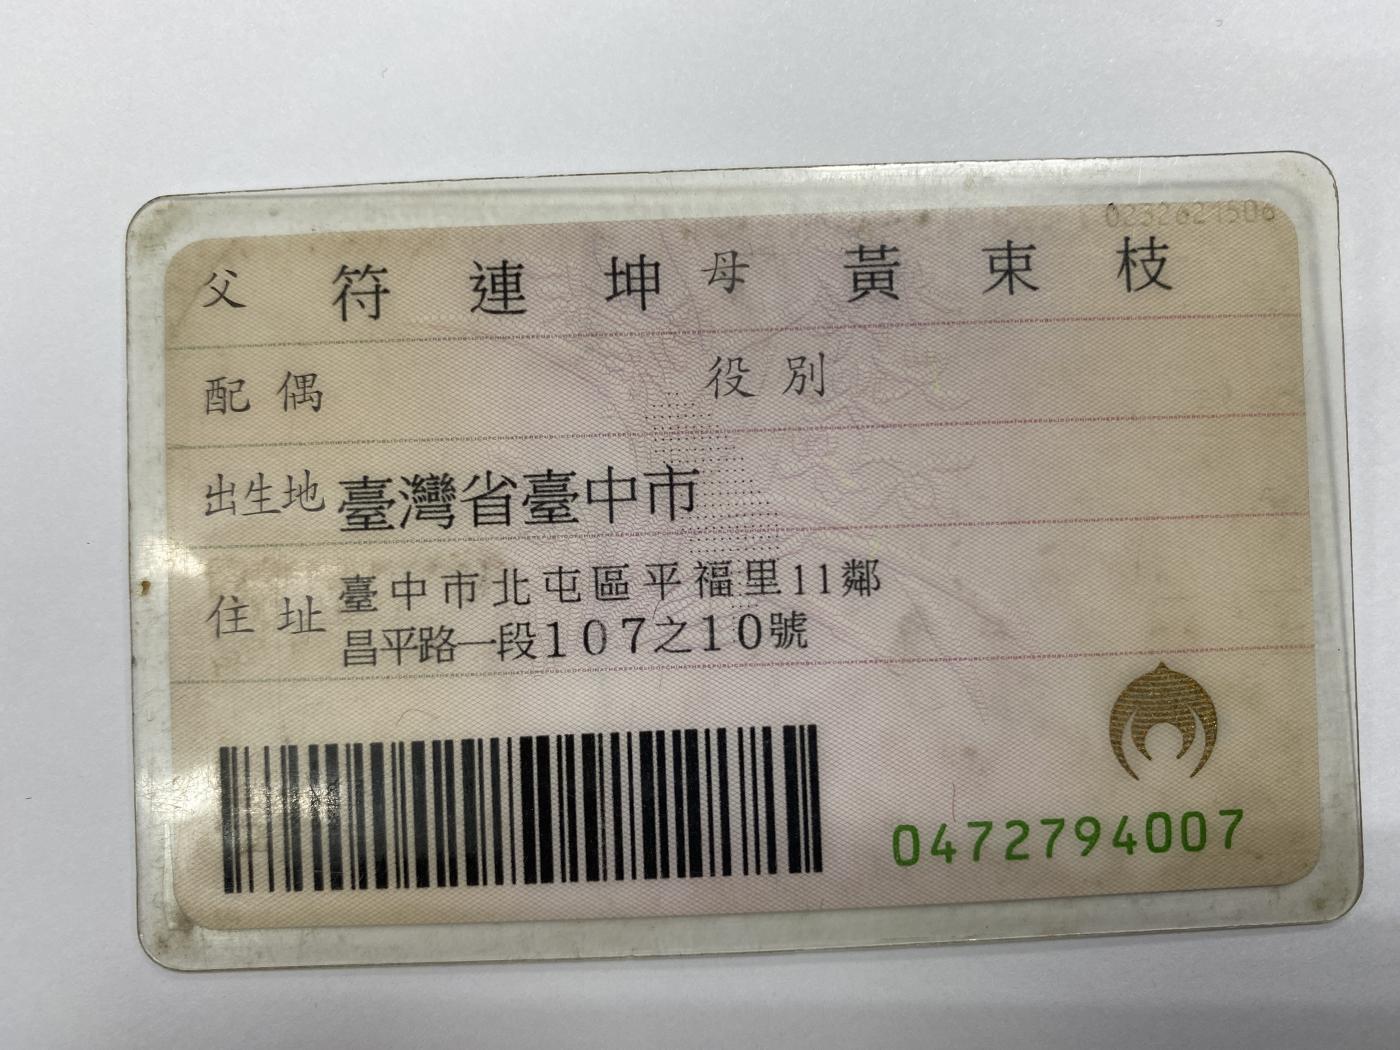 0232621506
父 符連坤 母 黃束枝
配偶 役別
出生地 臺灣省臺中市
住址 臺中市北屯區平福里11鄰
昌平路一段107之10號
0472794007